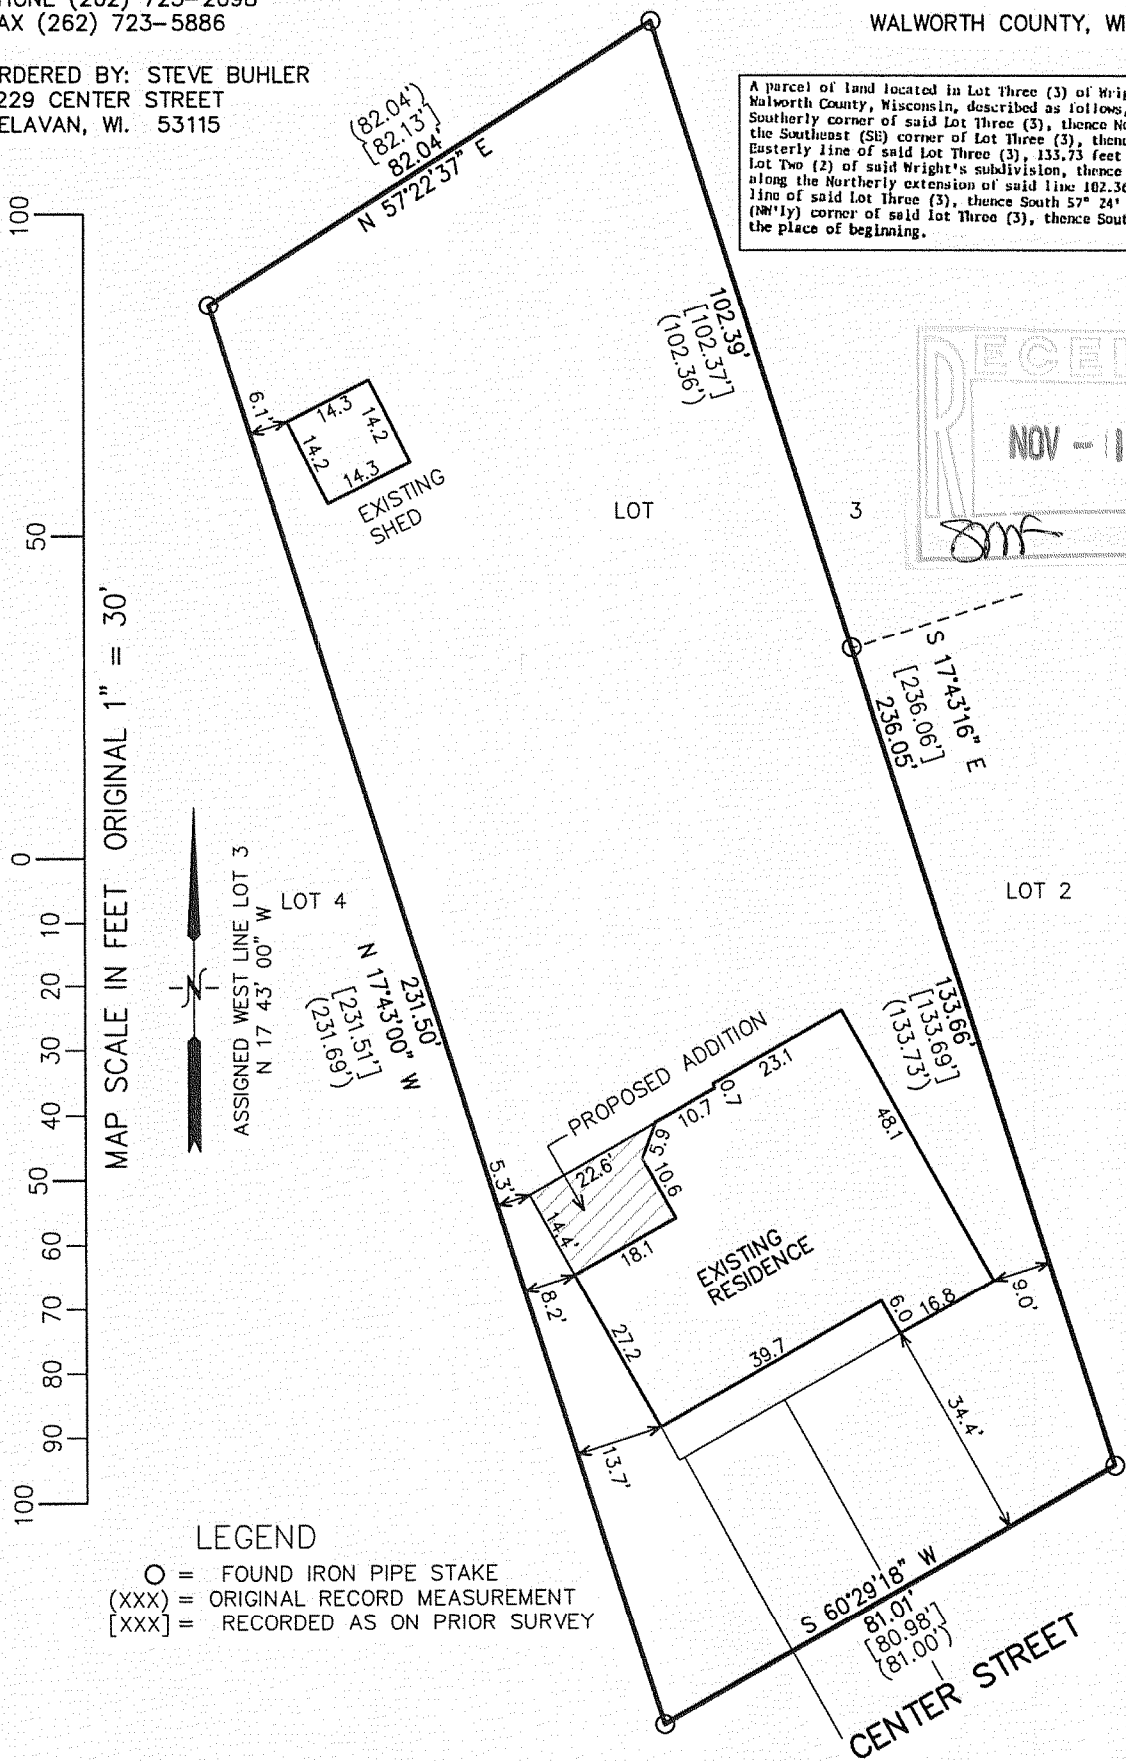 FAX (262) 723-5886
WALWORTH COUNTY, WI
ORDERED BY: STEVE BUHLER
229 CENTER STREET
DELAVAN, WI. 53115
A parcel of land located in Lot Three (3) of
Walworth County, Wisconsin, described as follows,
Southerly corner of said Lot Three (3), thence
the Southeast (SE) corner of Lot Three (3),
Easterly line of said Lot Three (3), 133.73 feet
Lot Two (2) of said Wright's subdivision, thence
along the Northerly extension of said line 102.36
line of said Lot Three (3), thence South 57° 24'
(NW'ly) corner of said lot Three (3), thence
the place of beginning.
(82.04')
[82.13']
82.04'
N 57°22'37" E
102.39'
[102.37']
(102.36')
RECEI
NOV - 1
6.1'
14.3
14.2
14.2
14.3
EXISTING
SHED
LOT 3
S 17°43'16" E
[236.06']
236.05'
100
50
0
10
20
30
40
50
60
70
80
90
100
MAP SCALE IN FEET ORIGINAL 1" = 30'
N
ASSIGNED WEST LINE LOT 3
N 17 43' 00" W
LOT 4
LOT 2
231.50'
N 17°43'00" W
[231.51']
(231.69')
133.66'
[133.69']
(133.73')
PROPOSED ADDITION
23.1
0.7
10.7
5.9
10.6
22.6'
5.3'
14.4'
18.1
48.1
EXISTING
RESIDENCE
8.2'
27.2
39.7
6.0
16.8
9.0'
34.4'
13.7'
S 60°29'18" W
81.01'
[80.98']
(81.00')
CENTER STREET
LEGEND
O = FOUND IRON PIPE STAKE
(XXX) = ORIGINAL RECORD MEASUREMENT
[XXX] = RECORDED AS ON PRIOR SURVEY